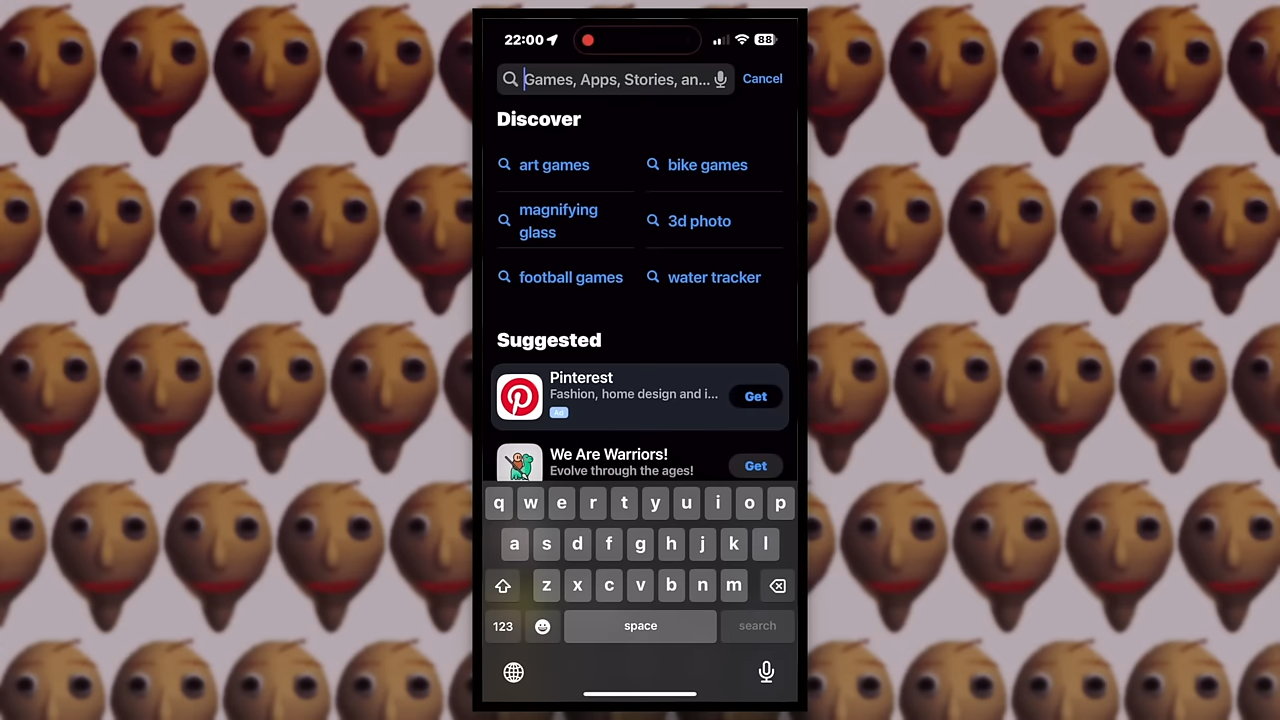 22:00
88
Games, Apps, Stories, an...
Cancel
Discover
art games
bike games
magnifying
glass
3d photo
football games
water tracker
Suggested
Pinterest
Fashion, home design and i...
Ad
Get
We Are Warriors!
Evolve through the ages!
Get
q w e r t y u i o p
a s d f g h j k l
z x c v b n m
123
space
search